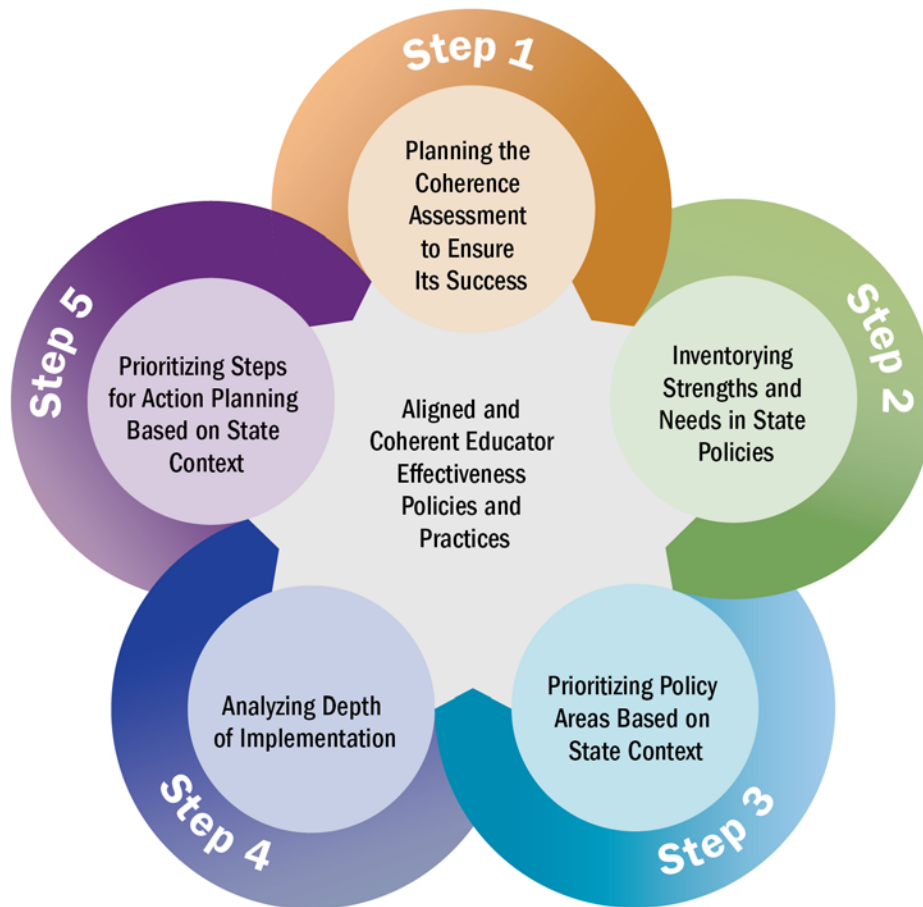 Step 1
Planning the
Coherence
Assessment
to Ensure
Its Success
Step 2
Inventorying
Strengths and
Needs in State
Policies
Step 3
Prioritizing Policy
Areas Based on
State Context
Step 4
Analyzing Depth
of Implementation
Step 5
Prioritizing Steps
for Action Planning
Based on State
Context
Aligned and
Coherent Educator
Effectiveness
Policies and
Practices